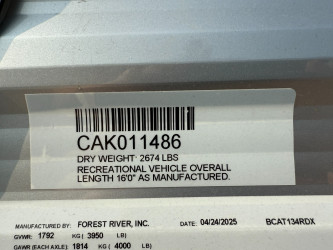 CAK011486
DRY WEIGHT 2674 LBS
RECREATIONAL VEHICLE OVERALL
LENGTH 16'0" AS MANUFACTURED.
MANUFACTURED BY: FOREST RIVER, INC. DATE: 04/24/2025 BCAT134RDX
GVWR: 1792 KG ( 3950 LB)
GAWR (EACH AXLE): 1814 KG ( 4000 LB)